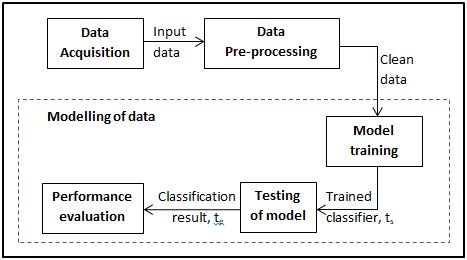 Data
Acquisition
Input
data
Data
Pre-processing
Clean
data
Modelling of data
Model
training
Trained
classifier, ts
Testing
of model
Classification
result, te
Performance
evaluation